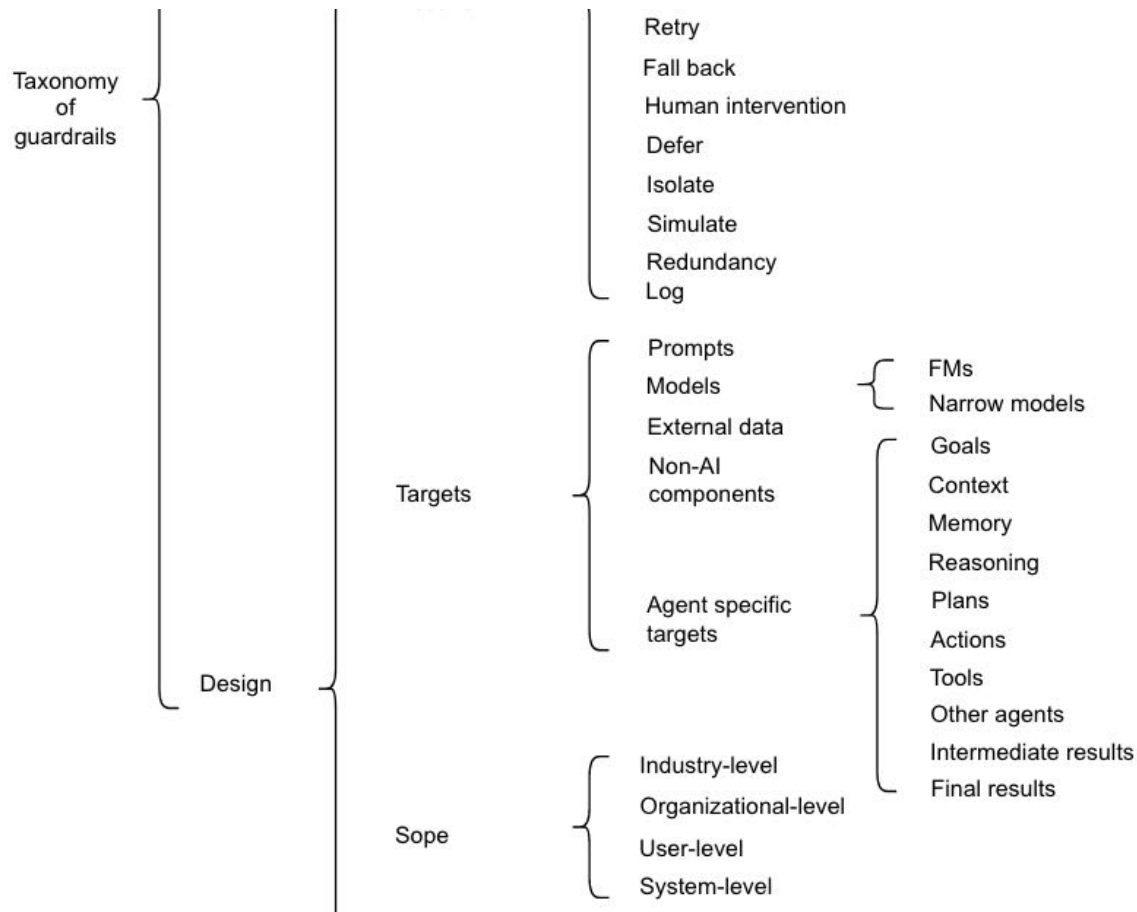 Retry
Fall back
Taxonomy
of
guardrails
Human intervention
Defer
Isolate
Simulate
Redundancy
Log
Prompts
Models
FMs
Narrow models
External data
Non-AI
components
Targets
Goals
Context
Memory
Reasoning
Plans
Actions
Tools
Other agents
Intermediate results
Final results
Agent specific
targets
Design
Industry-level
Organizational-level
Sope
User-level
System-level